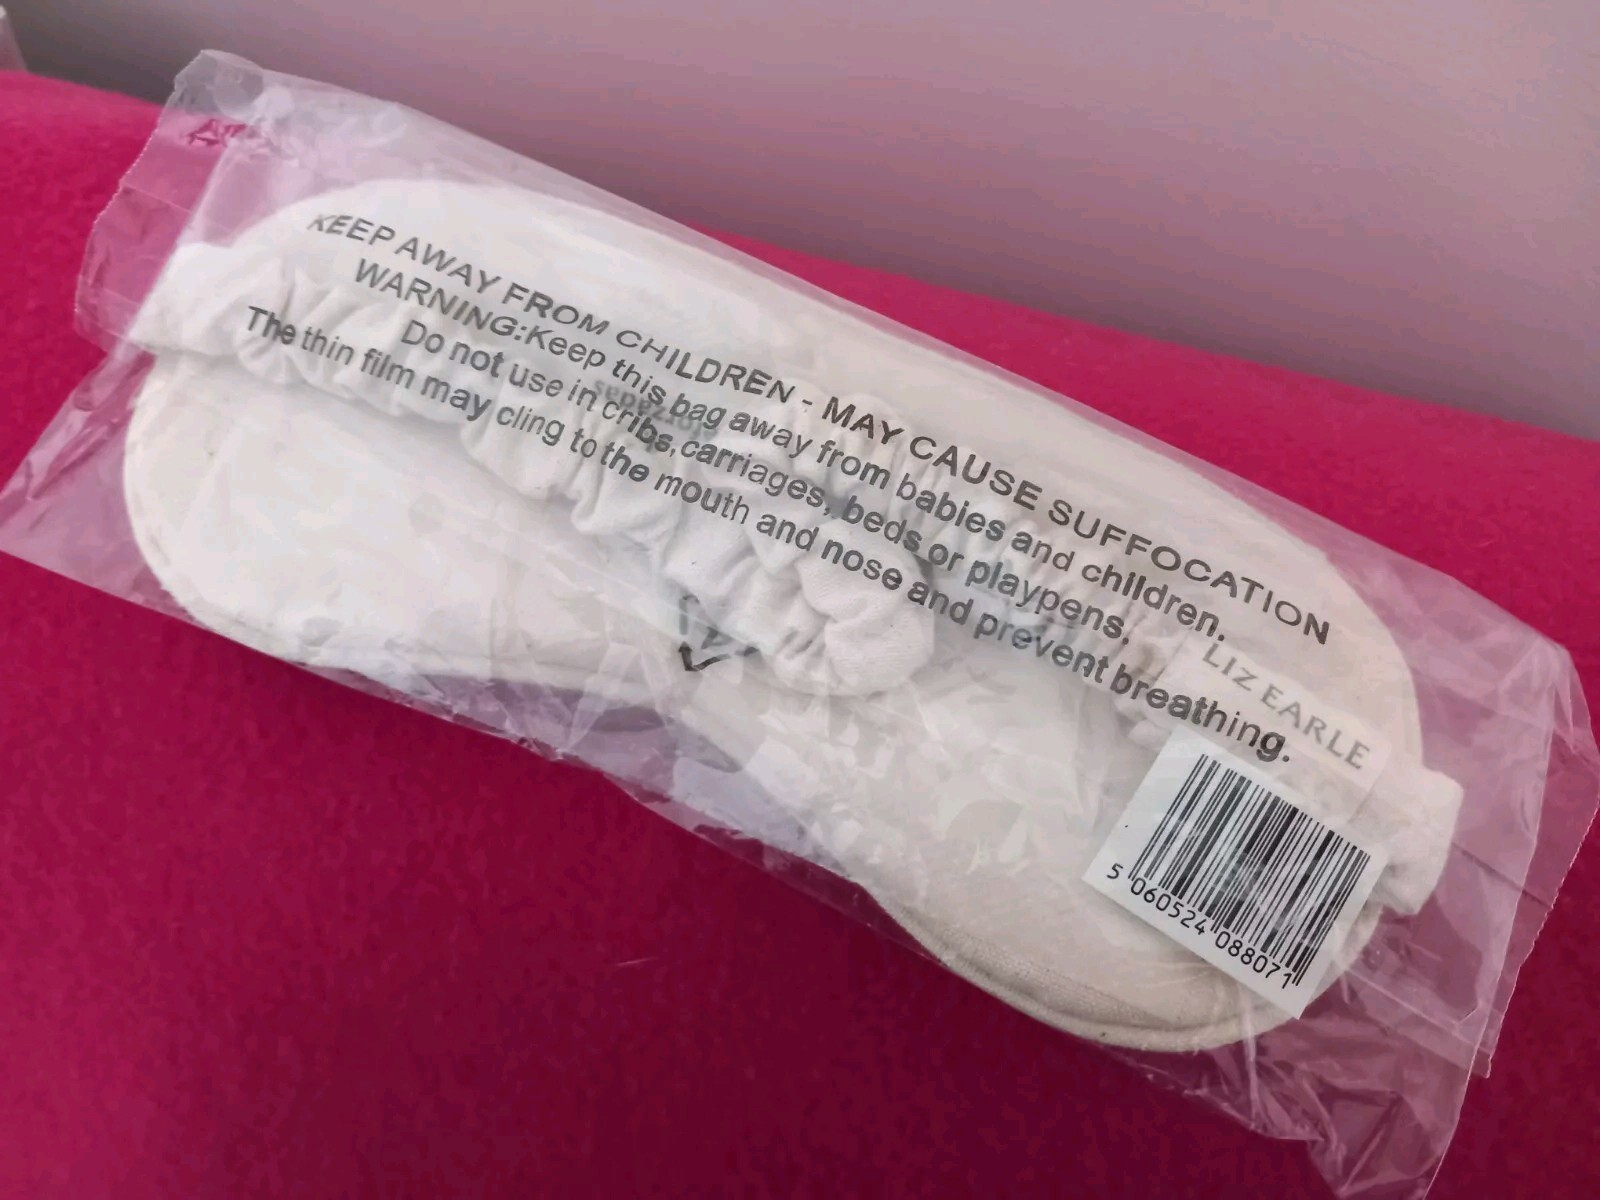 KEEP AWAY FROM CHILDREN - MAY CAUSE SUFFOCATION
WARNING:Keep this bag away from babies and children.
Do not use in cribs,carriages, beds or playpens.
The thin film may cling to the mouth and nose and prevent breathing.
LIZ EARLE
5 060524 088071